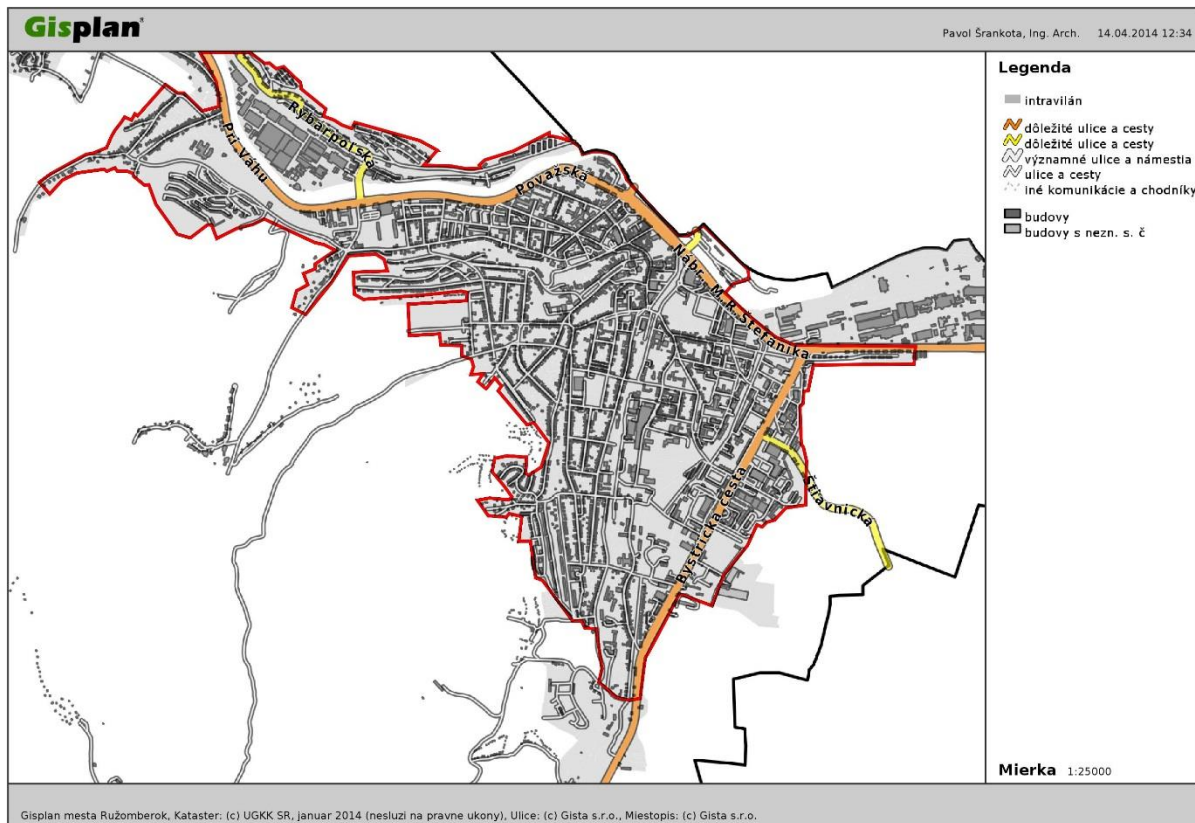 Gisplan
Pavol Šrankota, Ing. Arch. 14.04.2014 12:34
Legenda
intravilán
dôležité ulice a cesty
dôležité ulice a cesty
významné ulice a námestia
ulice a cesty
iné komunikácie a chodníky
budovy
budovy s nezn. s. č
Rybárpoľská
Pri Váhu
Považská
Nábr. M. R. Štefánika
Štiavnická
Bystrická cesta
Mierka 1:25000
Gisplan mesta Ružomberok, Kataster: (c) UGKK SR, januar 2014 (nesluzi na pravne ukony), Ulice: (c) Gista s.r.o., Miestopis: (c) Gista s.r.o.